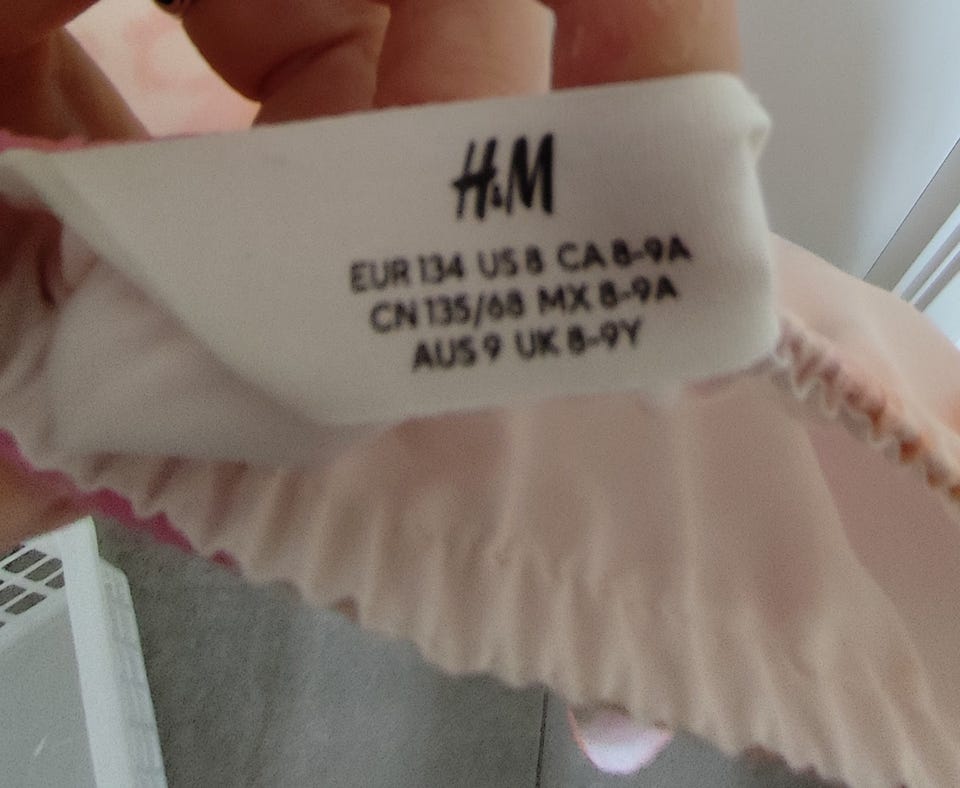 H&M
EUR 134 US 8 CA 8-9A
CN 135/68 MX 8-9A
AUS 9 UK 8-9Y